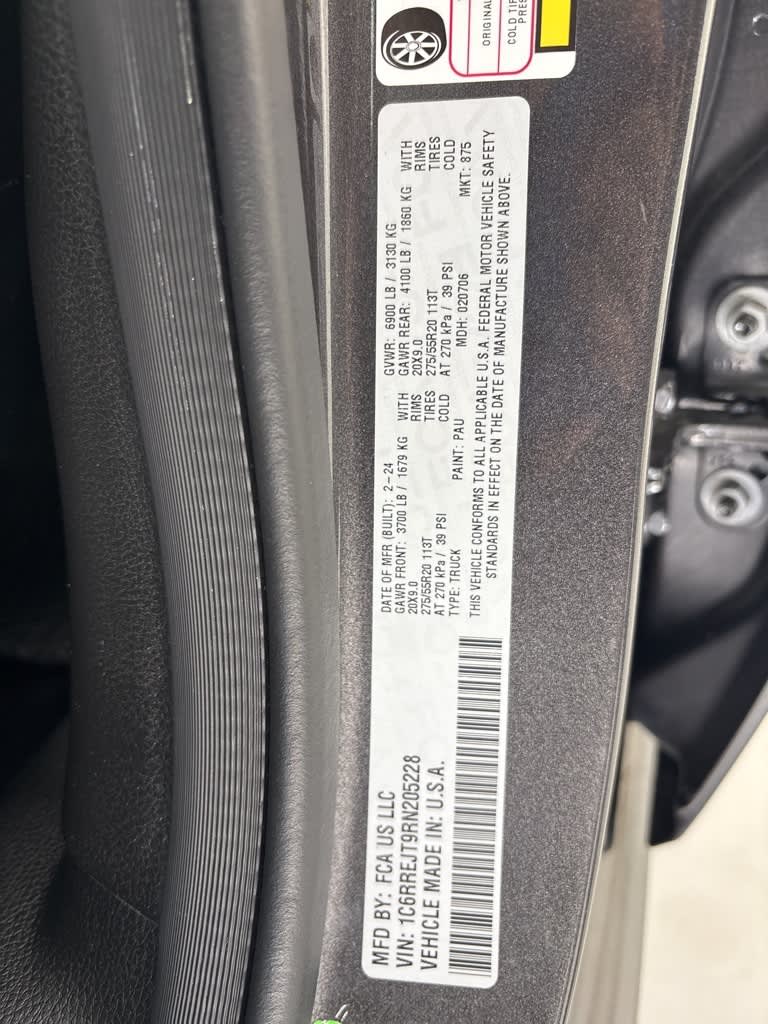 ORIGINAL
COLD TIRE
MFD BY: FCA US LLC
VIN: 1C6RREJT9RN205228
VEHICLE MADE IN: U.S.A.
DATE OF MFR (BUILT): 2-24 GVWR: 6900 LB / 3130 KG
GAWR FRONT: 3700 LB / 1679 KG WITH GAWR REAR: 4100 LB / 1860 KG WITH
20X9.0 RIMS 20X9.0 RIMS
275/55R20 113T TIRES 275/55R20 113T TIRES
AT 270 kPa / 39 PSI COLD AT 270 kPa / 39 PSI COLD
TYPE: TRUCK PAINT: PAU MDH: 020706 MKT: 875
THIS VEHICLE CONFORMS TO ALL APPLICABLE U.S.A. FEDERAL MOTOR VEHICLE SAFETY
STANDARDS IN EFFECT ON THE DATE OF MANUFACTURE SHOWN ABOVE.